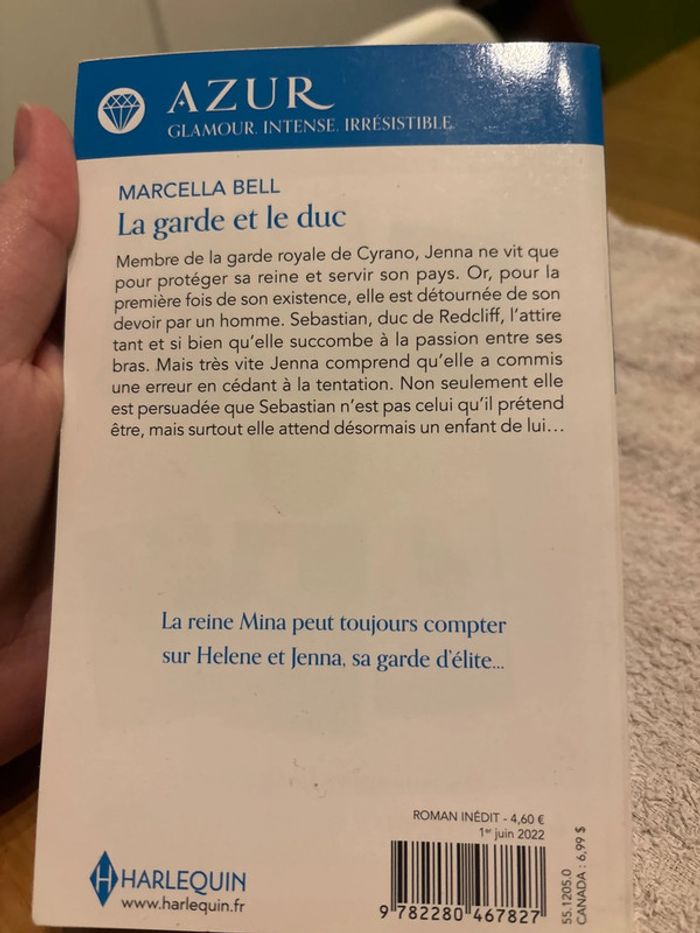 AZUR
GLAMOUR. INTENSE. IRRÉSISTIBLE
MARCELLA BELL
La garde et le duc
Membre de la garde royale de Cyrano, Jenna ne vit que
pour protéger sa reine et servir son pays. Or, pour la
première fois de son existence, elle est détournée de son
devoir par un homme. Sebastian, duc de Redcliff, l'attire
tant et si bien qu'elle succombe à la passion entre ses
bras. Mais très vite Jenna comprend qu'elle a commis
une erreur en cédant à la tentation. Non seulement elle
est persuadée que Sebastian n'est pas celui qu'il prétend
être, mais surtout elle attend désormais un enfant de lui...
La reine Mina peut toujours compter
sur Helene et Jenna, sa garde d'élite...
ROMAN INÉDIT - 4,60 €
1er juin 2022
H HARLEQUIN
www.harlequin.fr
9 782280 467827
55.1205.0
CANADA : 6,99 $